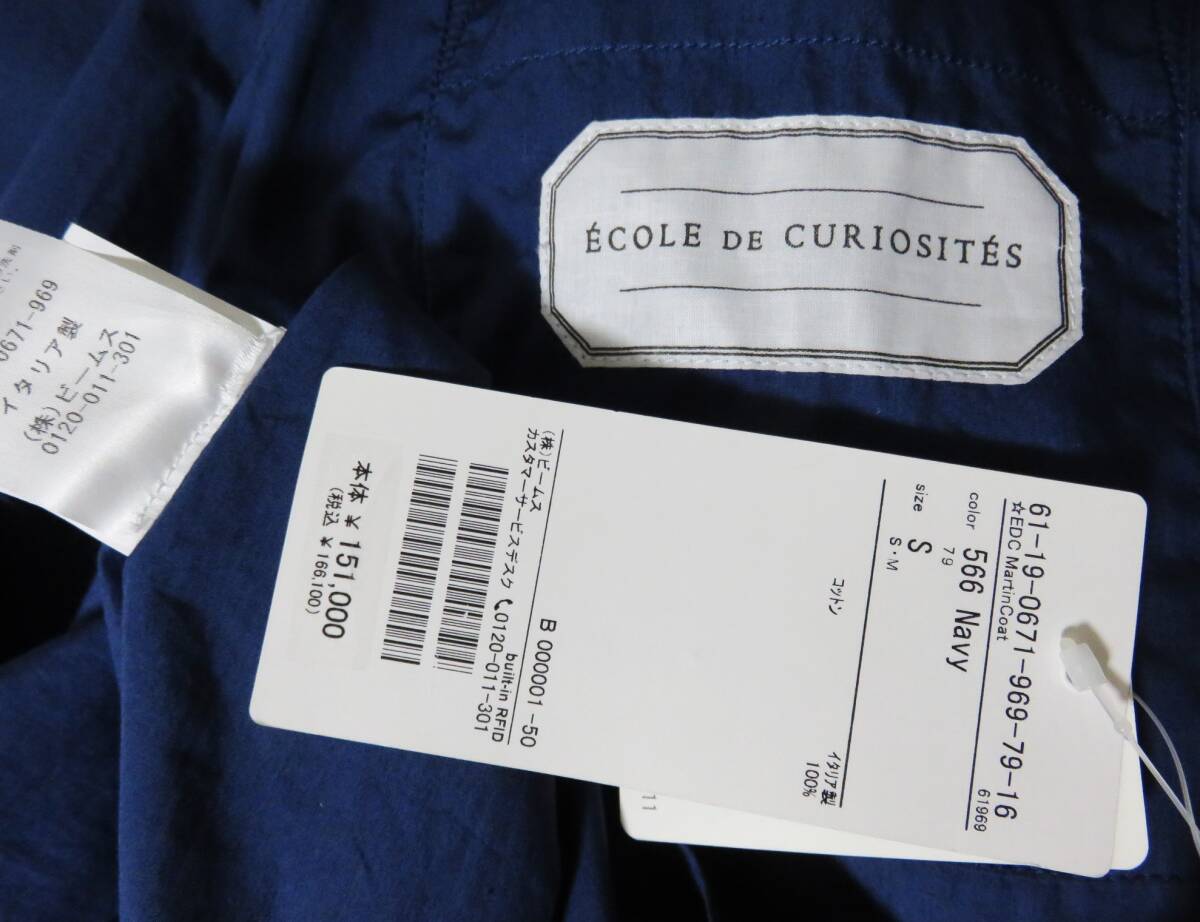 ÉCOLE DE CURIOSITÉS
0671-969
イタリア製
(株)ビームス
0120-011-301
61-19-0671-969-79-16
☆EDC MartinCoat
61969
color 566 Navy
79
size S
S・M
コットン
100%
イタリア製
B 000001-50
built-in RFID
(株)ビームス
カスタマーサービスデスク 0120-011-301
本体 ¥151,000
(税込 ¥166,100)
11